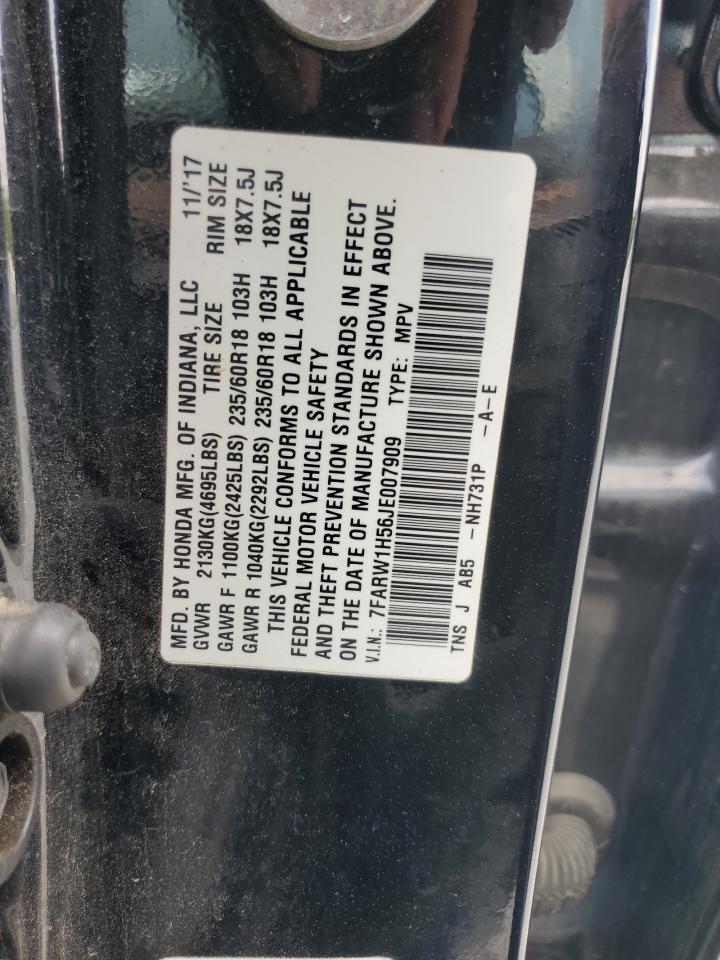 MFD. BY HONDA MFG. OF INDIANA, LLC 11/'17
GVWR 2130KG(4695LBS) TIRE SIZE RIM SIZE
GAWR F 1100KG(2425LBS) 235/60R18 103H 18X7.5J
GAWR R 1040KG(2292LBS) 235/60R18 103H 18X7.5J
THIS VEHICLE CONFORMS TO ALL APPLICABLE
FEDERAL MOTOR VEHICLE SAFETY
AND THEFT PREVENTION STANDARDS IN EFFECT
ON THE DATE OF MANUFACTURE SHOWN ABOVE.
V.I.N.: 7FARW1H56JE007909 TYPE: MPV
TNS J AB5 -NH731P -A-E